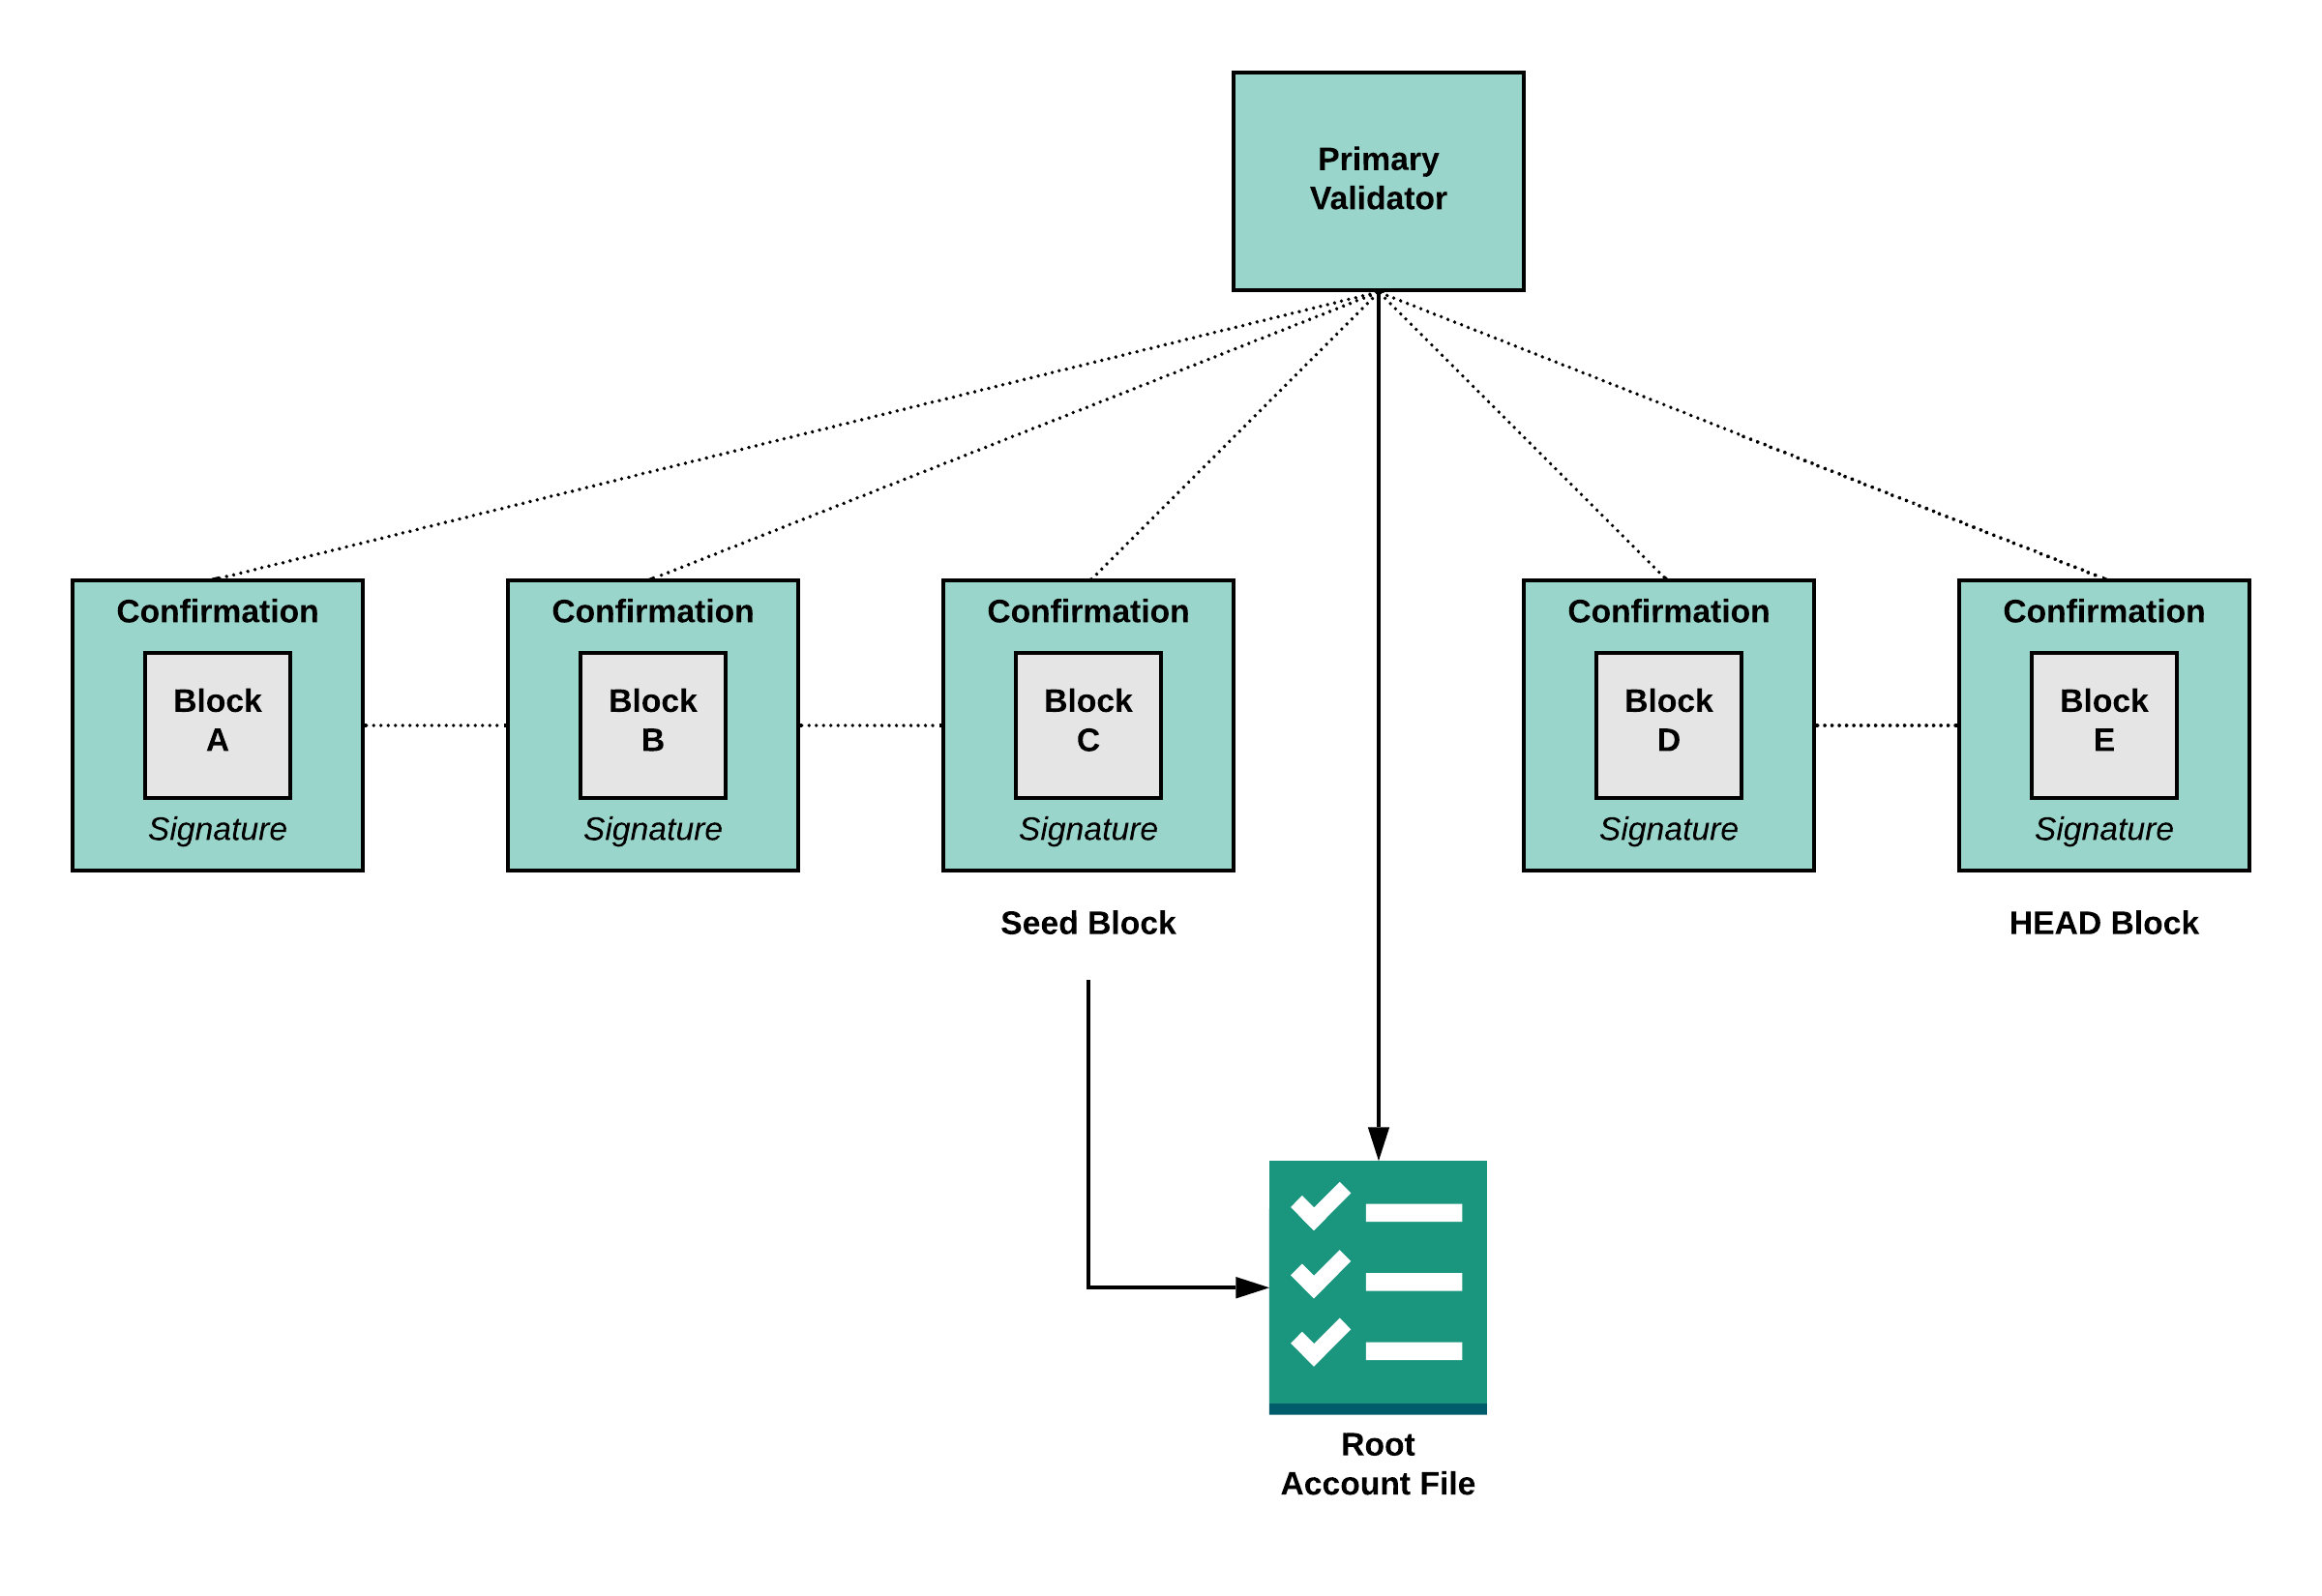 Primary
Validator
Confirmation
Block
A
Signature
Confirmation
Block
B
Signature
Confirmation
Block
C
Signature
Seed Block
Confirmation
Block
D
Signature
Confirmation
Block
E
Signature
HEAD Block
Root
Account File